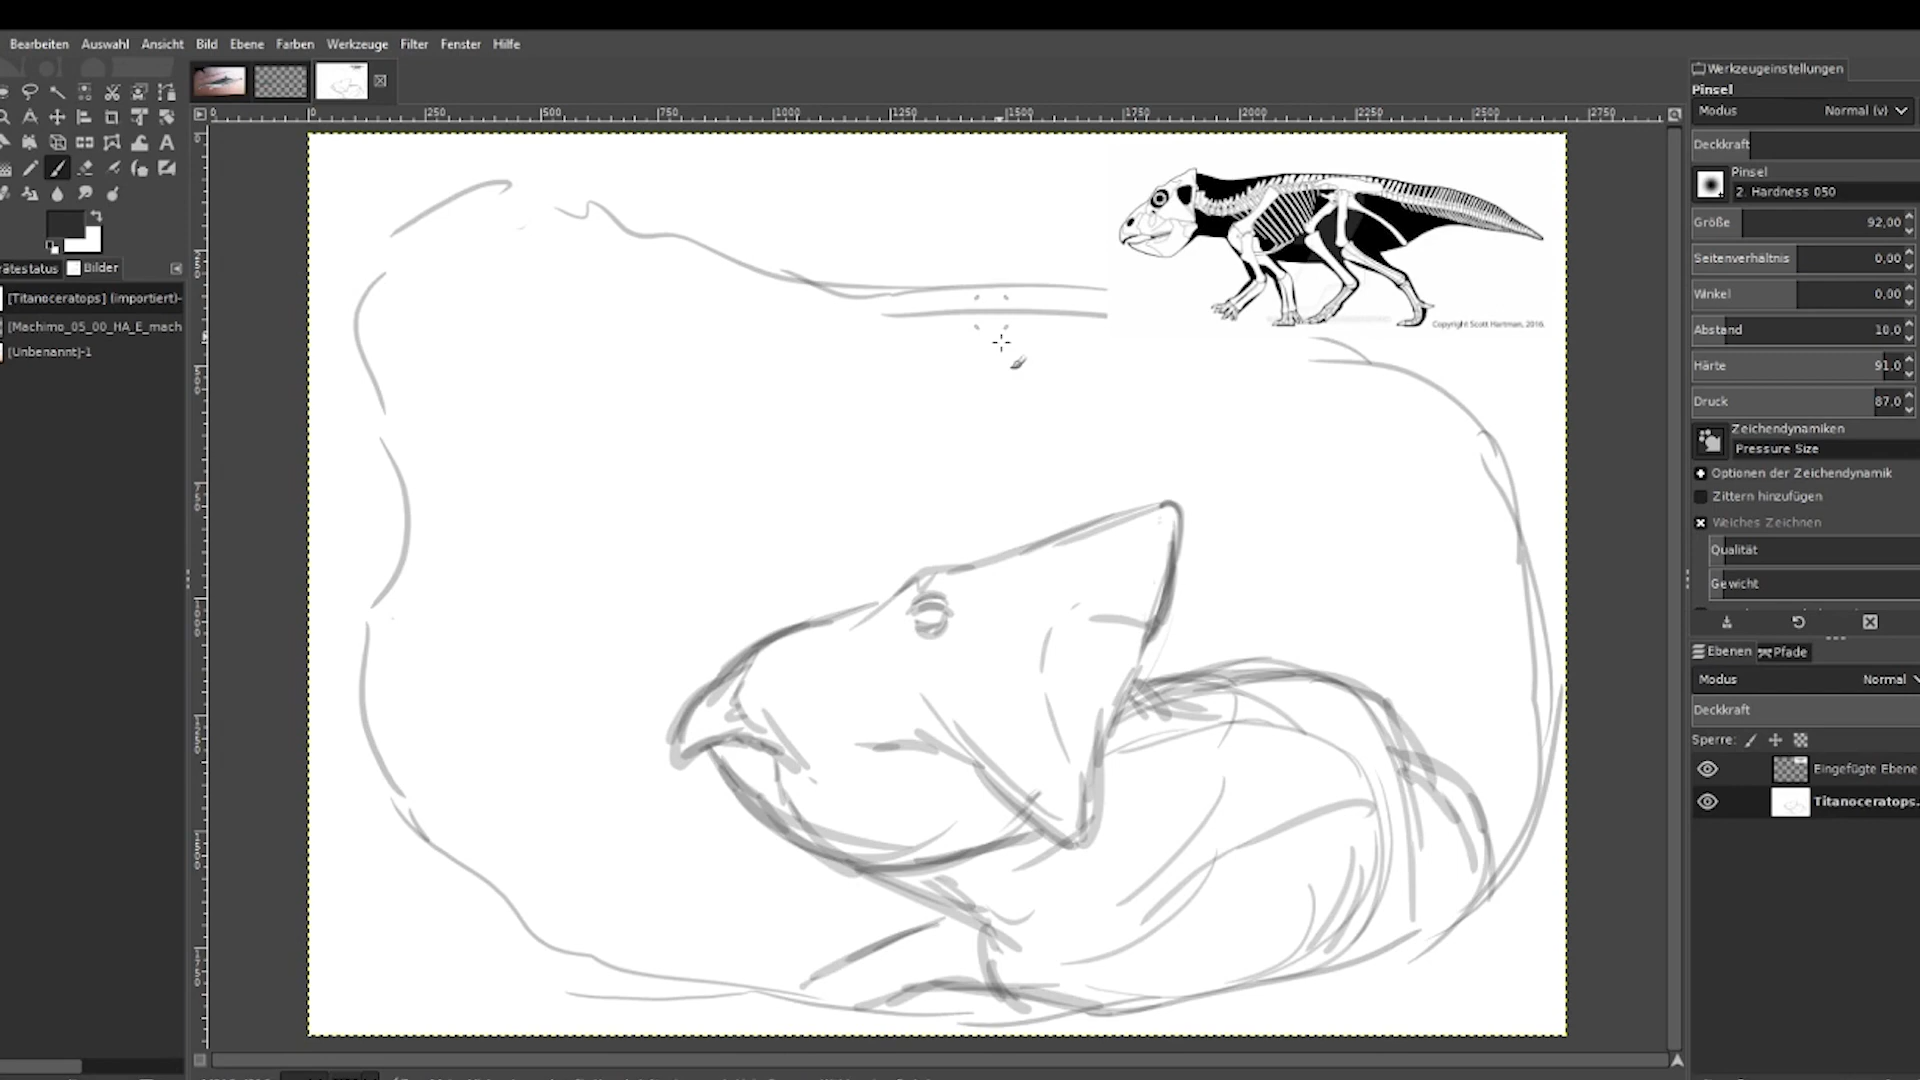 Bearbeiten Auswahl Ansicht Bild Ebene Farben Werkzeuge Filter Fenster Hilfe
0 250 500 750 1000 1250 1500 1750 2000 2250 2500 2750
rätestatus Bilder
[Titanoceratops] (importiert)-
[Machimo_05_00_HA_E_mach
[Unbenannt]-1
Copyright Scott Hartman, 2016.
Werkzeugeinstellungen
Pinsel
Modus Normal (v)
Deckkraft
Pinsel
2. Hardness 050
Größe 92,00
Seitenverhältnis 0,00
Winkel 0,00
Abstand 10,0
Härte 91,0
Druck 87,0
Zeichendynamiken
Pressure Size
Optionen der Zeichendynamik
Zittern hinzufügen
Weiches Zeichnen
Qualität
Gewicht
Ebenen Pfade
Modus Normal
Deckkraft
Sperre:
Eingefügte Ebene
Titanoceratops.